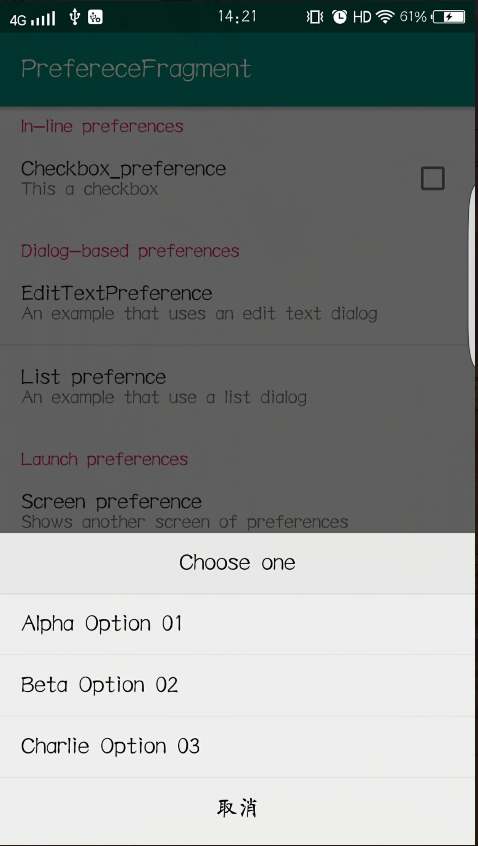 4G 14:21 HD 61%
PrefereceFragment
In-line preferences
Checkbox_preference
This a checkbox
Dialog-based preferences
EditTextPreference
An example that uses an edit text dialog
List prefernce
An example that use a list dialog
Launch preferences
Screen preference
Shows another screen of preferences
Choose one
Alpha Option 01
Beta Option 02
Charlie Option 03
取消